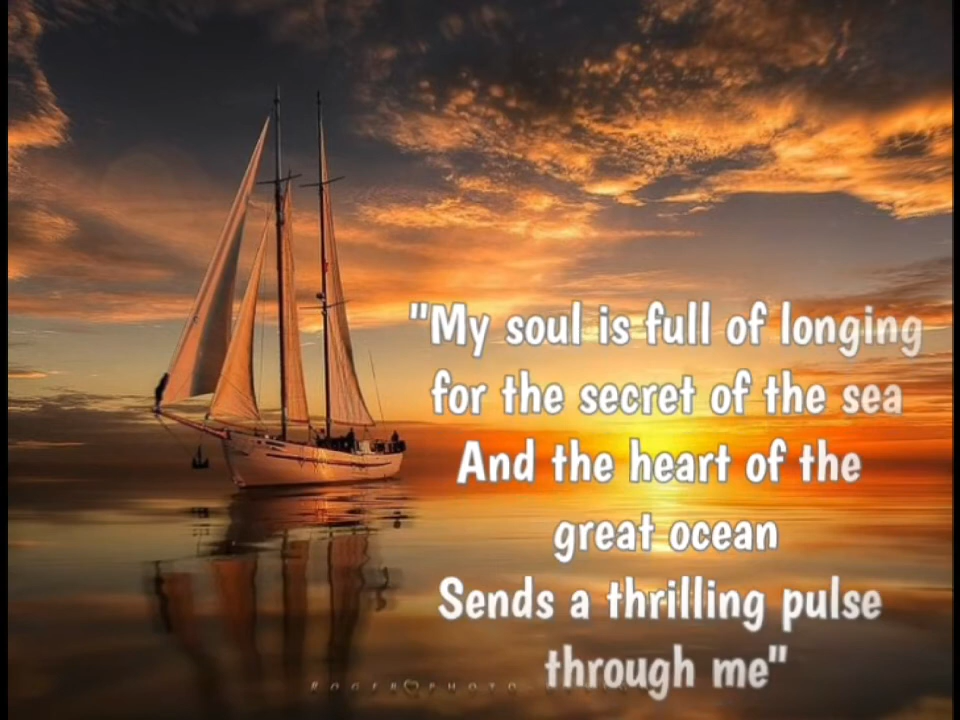 "My soul is full of longing
for the secret of the sea
And the heart of the
great ocean
Sends a thrilling pulse
through me"